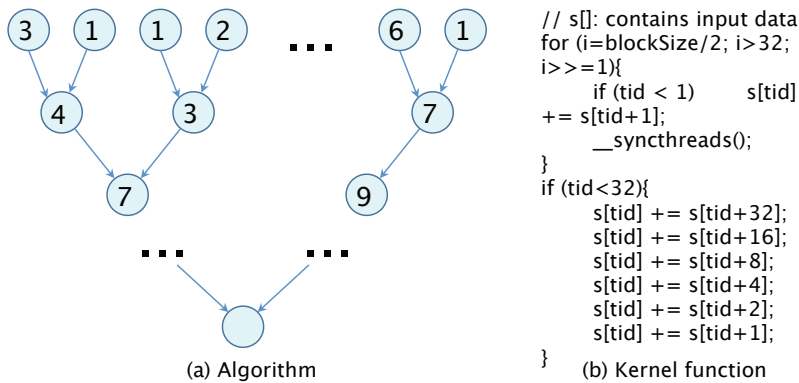 3 1 1 2 ... 6 1
4 3 7
7 9
... ...
(a) Algorithm
// s[]: contains input data
for (i=blockSize/2; i>32;
i>>=1){
if (tid < 1) s[tid]
+= s[tid+1];
__syncthreads();
}
if (tid<32){
s[tid] += s[tid+32];
s[tid] += s[tid+16];
s[tid] += s[tid+8];
s[tid] += s[tid+4];
s[tid] += s[tid+2];
s[tid] += s[tid+1];
}
(b) Kernel function